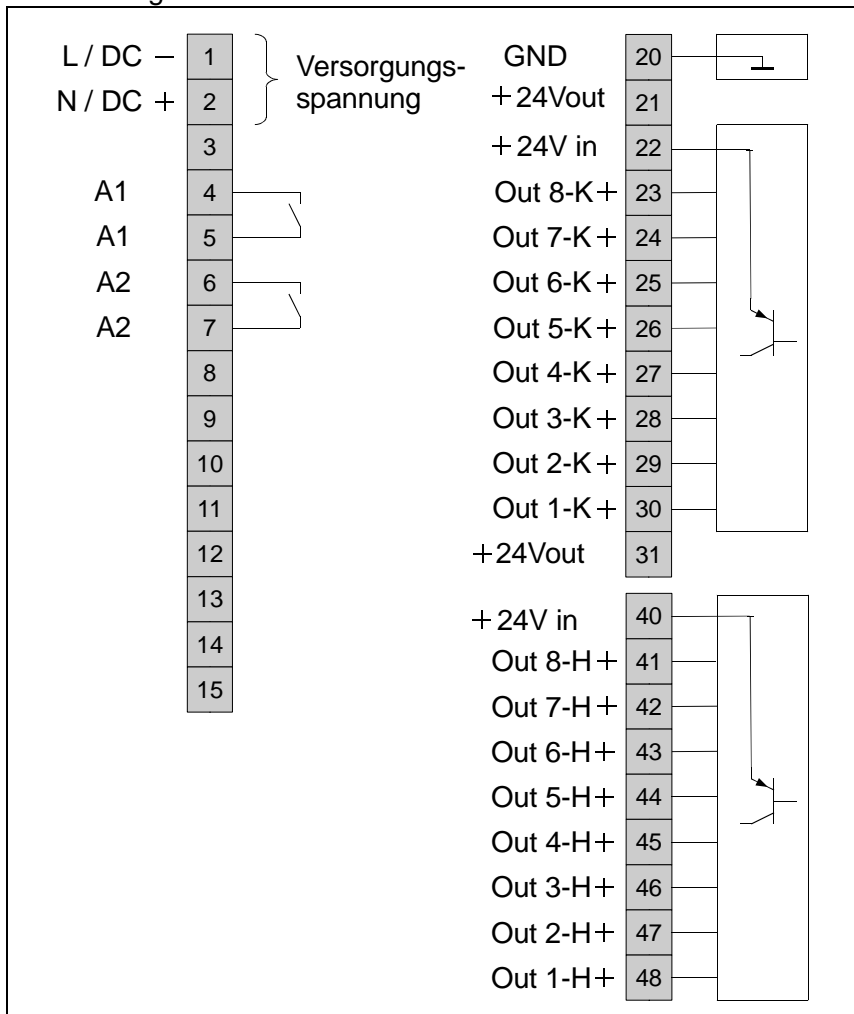 L / DC − 1
N / DC + 2
Versorgungs-
spannung
3
A1 4
A1 5
A2 6
A2 7
8
9
10
11
12
13
14
15
GND 20
+24Vout 21
+24V in 22
Out 8-K+ 23
Out 7-K+ 24
Out 6-K+ 25
Out 5-K+ 26
Out 4-K+ 27
Out 3-K+ 28
Out 2-K+ 29
Out 1-K+ 30
+24Vout 31
+24V in 40
Out 8-H+ 41
Out 7-H+ 42
Out 6-H+ 43
Out 5-H+ 44
Out 4-H+ 45
Out 3-H+ 46
Out 2-H+ 47
Out 1-H+ 48